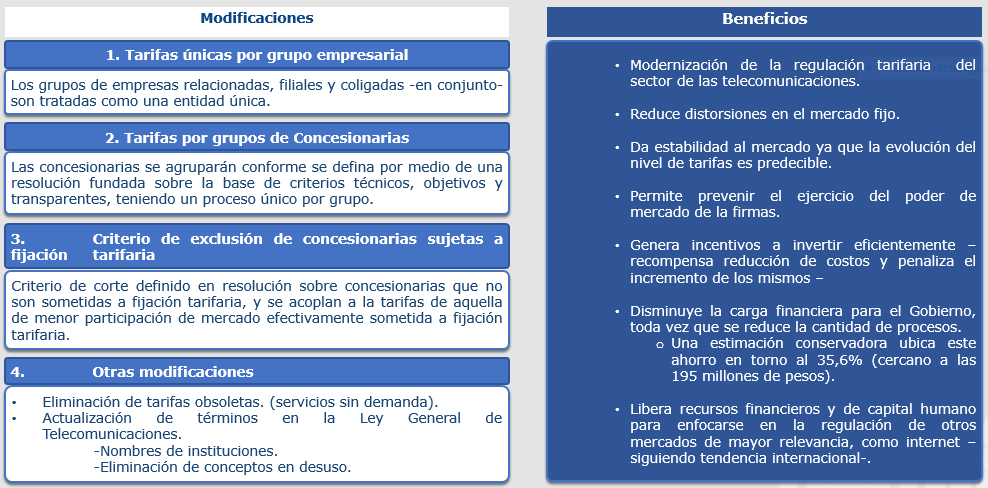 Modificaciones
1. Tarifas únicas por grupo empresarial
Los grupos de empresas relacionadas, filiales y coligadas -en conjunto-
son tratadas como una entidad única.
2. Tarifas por grupos de Concesionarias
Las concesionarias se agruparán conforme se defina por medio de una
resolución fundada sobre la base de criterios técnicos, objetivos y
transparentes, teniendo un proceso único por grupo.
3. Criterio de exclusión de concesionarias sujetas a
fijación tarifaria
Criterio de corte definido en resolución sobre concesionarias que no
son sometidas a fijación tarifaria, y se acoplan a la tarifas de aquella
de menor participación de mercado efectivamente sometida a fijación
tarifaria.
4. Otras modificaciones
• Eliminación de tarifas obsoletas. (servicios sin demanda).
• Actualización de términos en la Ley General de
Telecomunicaciones.
-Nombres de instituciones.
-Eliminación de conceptos en desuso.
Beneficios
• Modernización de la regulación tarifaria del
sector de las telecomunicaciones.
• Reduce distorsiones en el mercado fijo.
• Da estabilidad al mercado ya que la evolución del
nivel de tarifas es predecible.
• Permite prevenir el ejercicio del poder de
mercado de la firmas.
• Genera incentivos a invertir eficientemente –
recompensa reducción de costos y penaliza el
incremento de los mismos –
• Disminuye la carga financiera para el Gobierno,
toda vez que se reduce la cantidad de procesos.
o Una estimación conservadora ubica este
ahorro en torno al 35,6% (cercano a las
195 millones de pesos).
• Libera recursos financieros y de capital humano
para enfocarse en la regulación de otros
mercados de mayor relevancia, como internet –
siguiendo tendencia internacional-.